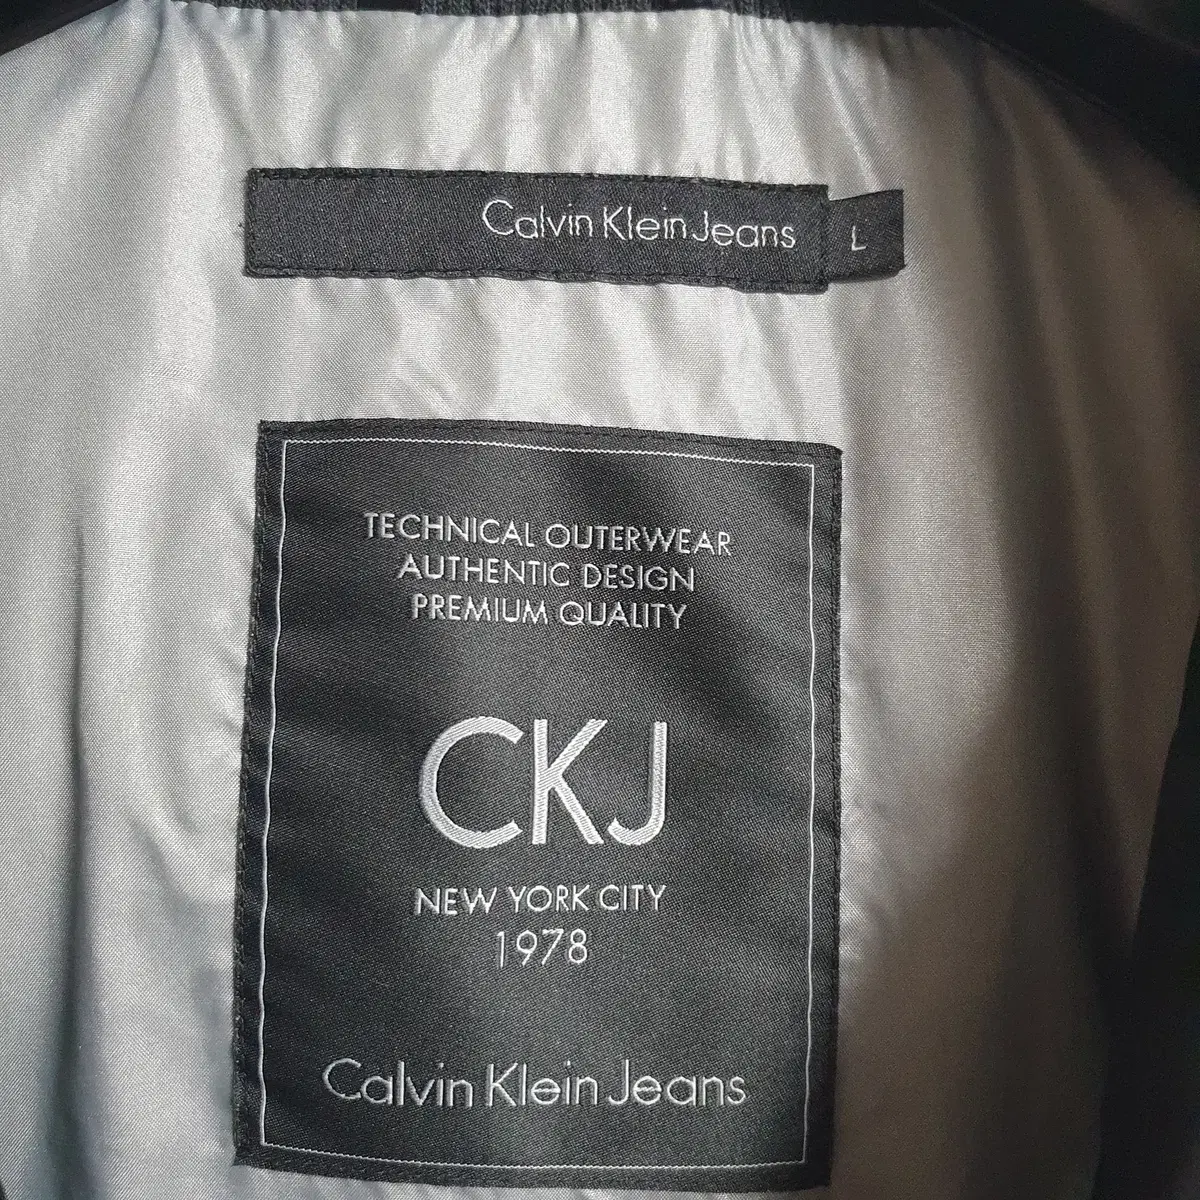 Calvin Klein Jeans
L
TECHNICAL OUTERWEAR
AUTHENTIC DESIGN
PREMIUM QUALITY
CKJ
NEW YORK CITY
1978
Calvin Klein Jeans